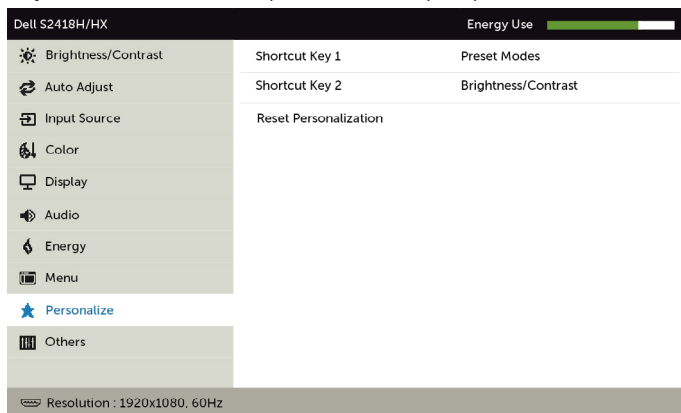 Dell S2418H/HX Energy Use
Brightness/Contrast
Shortcut Key 1 Preset Modes
Auto Adjust
Shortcut Key 2 Brightness/Contrast
Input Source
Reset Personalization
Color
Display
Audio
Energy
Menu
Personalize
Others
Resolution : 1920x1080, 60Hz